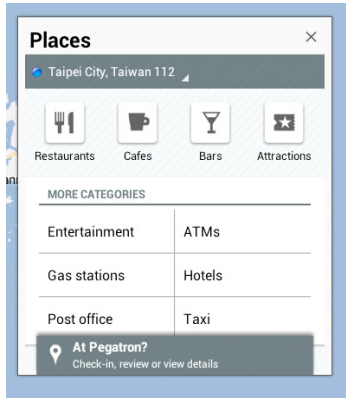 Places
Taipei City, Taiwan 112
Restaurants Cafes Bars Attractions
MORE CATEGORIES
Entertainment ATMs
Gas stations Hotels
Post office Taxi
At Pegatron?
Check-in, review or view details